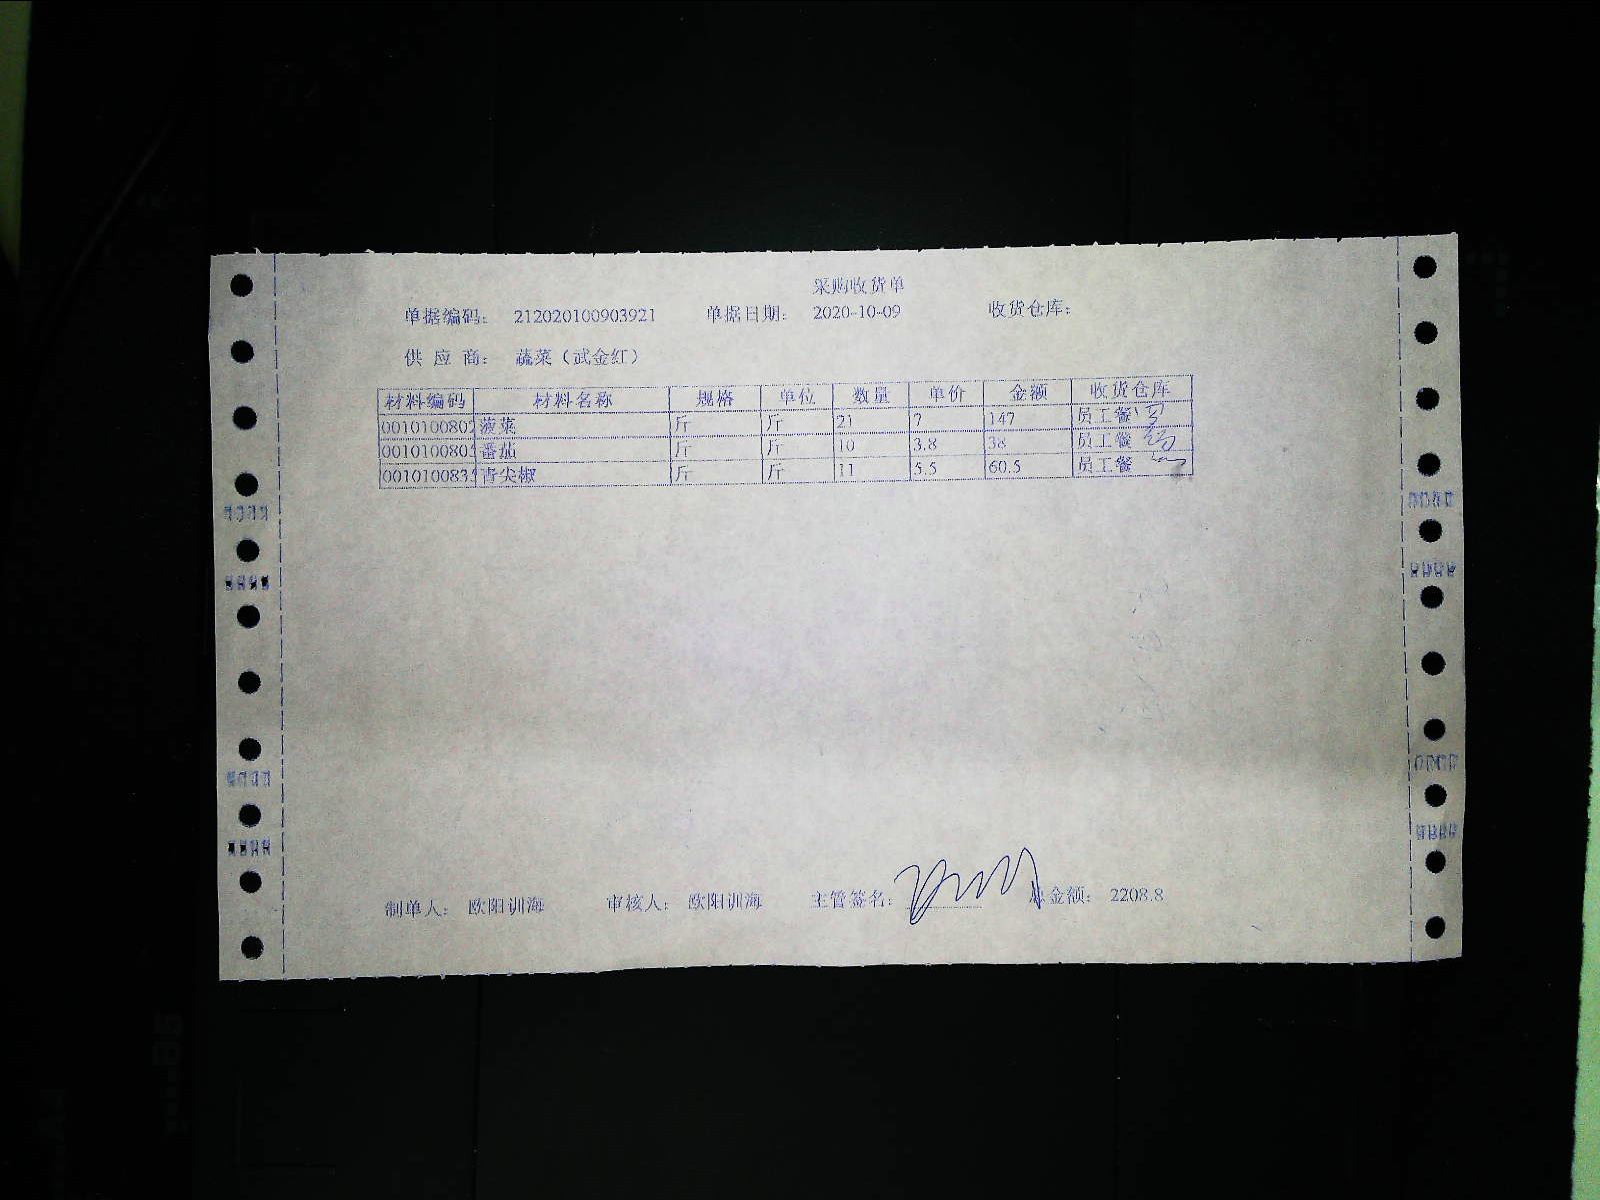 采购收货单
单据编码： 212020100903921 单据日期： 2020-10-09 收货仓库：
供 应 商： 蔬菜（武金红）
材料编码 材料名称 规格 单位 数量 单价 金额 收货仓库
0010100802 菠菜 斤 斤 21 7 147 员工餐
0010100805 番茄 斤 斤 10 3.8 38 员工餐
0010100835 青尖椒 斤 斤 11 5.5 60.5 员工餐
制单人： 欧阳训海 审核人： 欧阳训海 主管签名： 总金额： 2208.8